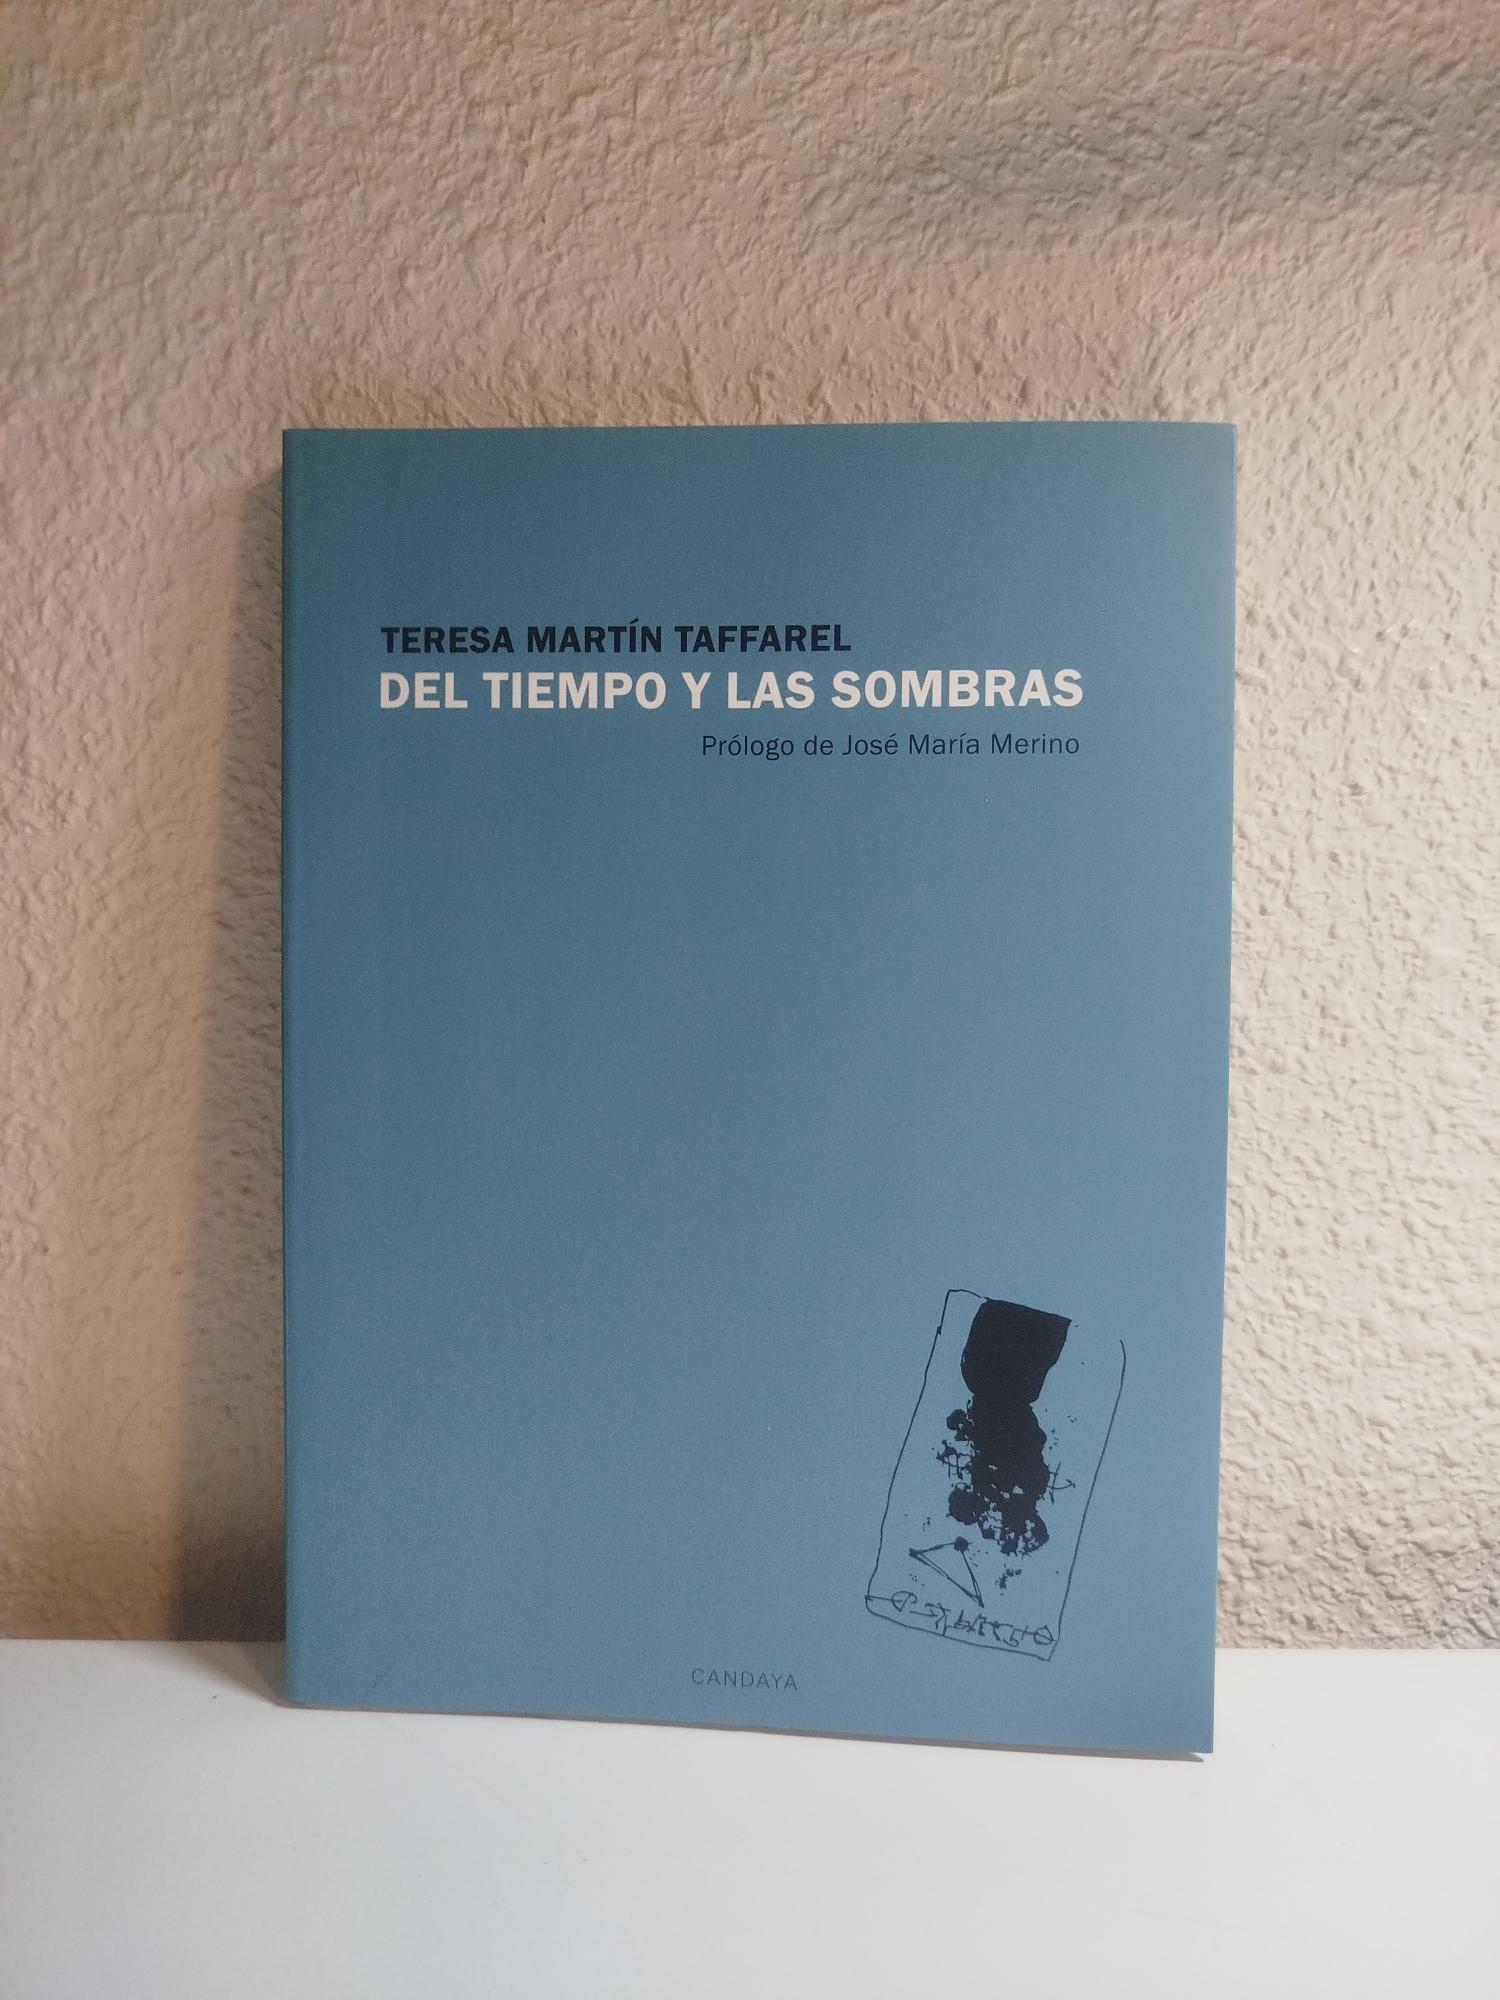 TERESA MARTÍN TAFFAREL
DEL TIEMPO Y LAS SOMBRAS
Prólogo de José María Merino
CANDAYA